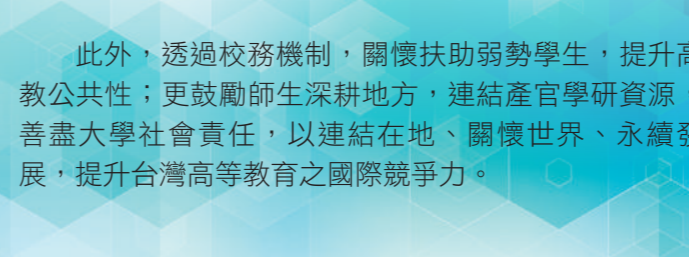 此外，透過校務機制，關懷扶助弱勢學生，提升高
教公共性；更鼓勵師生深耕地方，連結產官學研資源，
善盡大學社會責任，以連結在地、關懷世界、永續發
展，提升台灣高等教育之國際競爭力。